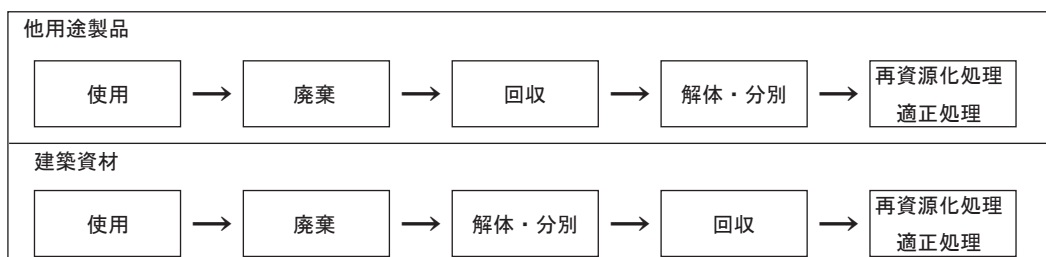 他用途製品
使用
廃棄
回収
解体・分別
再資源化処理
適正処理
建築資材
使用
廃棄
解体・分別
回収
再資源化処理
適正処理